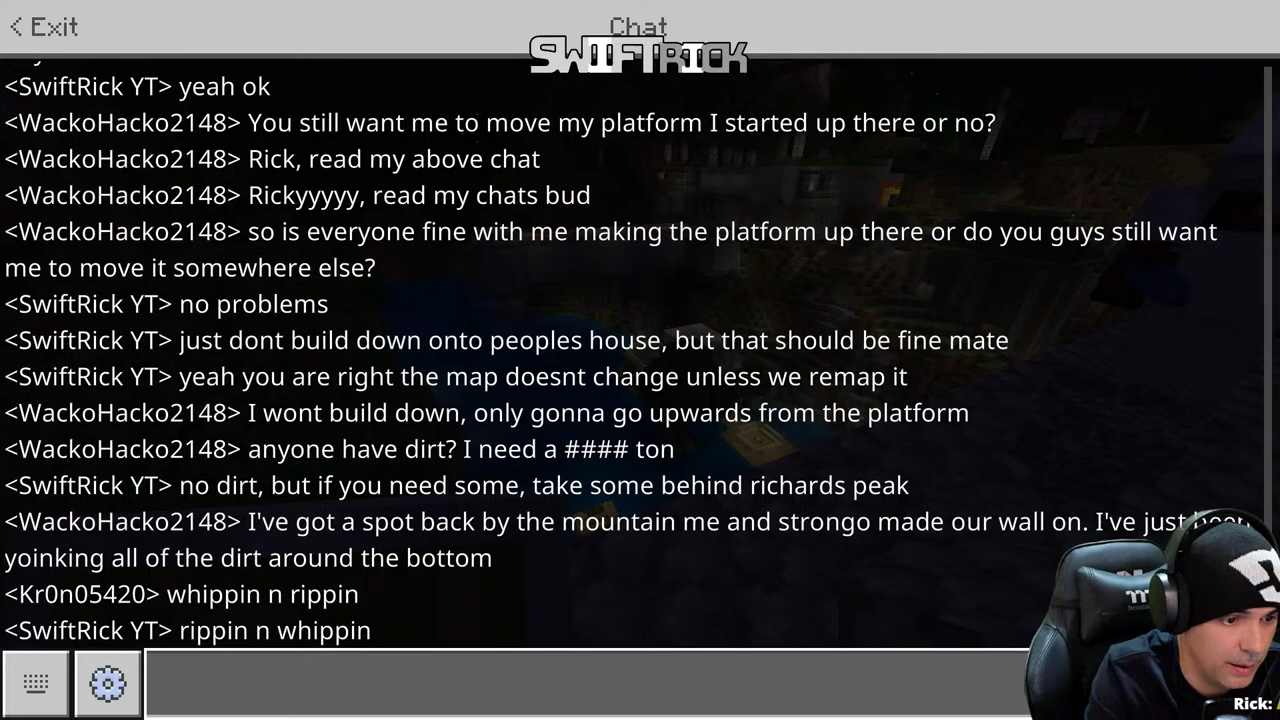 < Exit
Chat
SWIFTRICK
<SwiftRick YT> yeah ok
<WackoHacko2148> You still want me to move my platform I started up there or no?
<WackoHacko2148> Rick, read my above chat
<WackoHacko2148> Rickyyyyy, read my chats bud
<WackoHacko2148> so is everyone fine with me making the platform up there or do you guys still want
me to move it somewhere else?
<SwiftRick YT> no problems
<SwiftRick YT> just dont build down onto peoples house, but that should be fine mate
<SwiftRick YT> yeah you are right the map doesnt change unless we remap it
<WackoHacko2148> I wont build down, only gonna go upwards from the platform
<WackoHacko2148> anyone have dirt? I need a #### ton
<SwiftRick YT> no dirt, but if you need some, take some behind richards peak
<WackoHacko2148> I've got a spot back by the mountain me and strongo made our wall on. I've just been
yoinking all of the dirt around the bottom
<Kr0n05420> whippin n rippin
<SwiftRick YT> rippin n whippin
Rick: